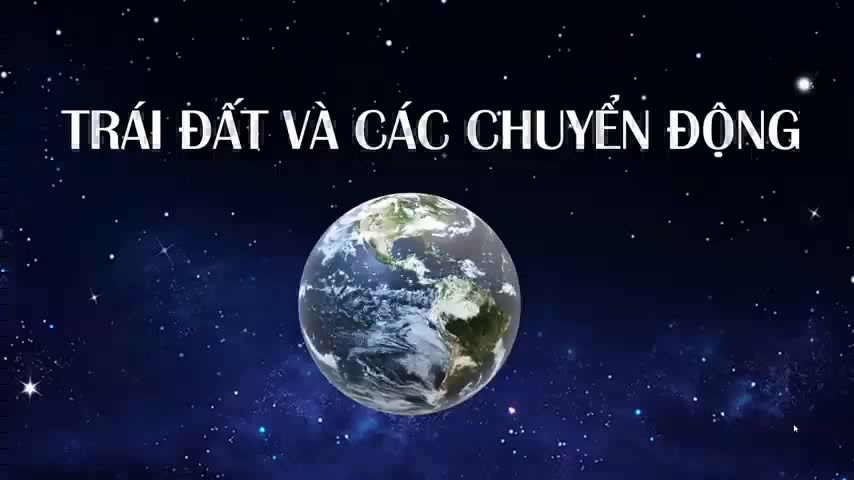 TRÁI ĐẤT VÀ CÁC CHUYỂN ĐỘNG